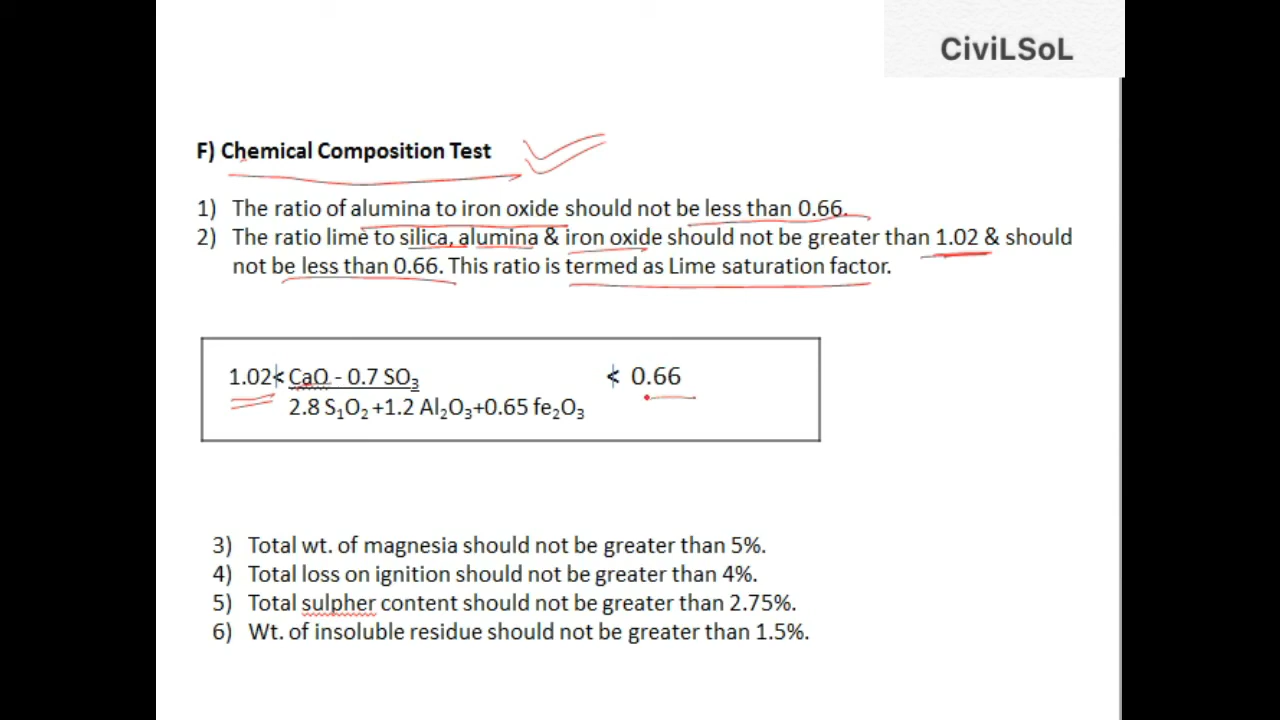 CiviLSoL
F) Chemical Composition Test
1) The ratio of alumina to iron oxide should not be less than 0.66.
2) The ratio lime to silica, alumina & iron oxide should not be greater than 1.02 & should
not be less than 0.66. This ratio is termed as Lime saturation factor.
1.02≮ CaO - 0.7 SO₃ ≮ 0.66
2.8 S₁O₂ +1.2 Al₂O₃+0.65 fe₂O₃
3) Total wt. of magnesia should not be greater than 5%.
4) Total loss on ignition should not be greater than 4%.
5) Total sulpher content should not be greater than 2.75%.
6) Wt. of insoluble residue should not be greater than 1.5%.